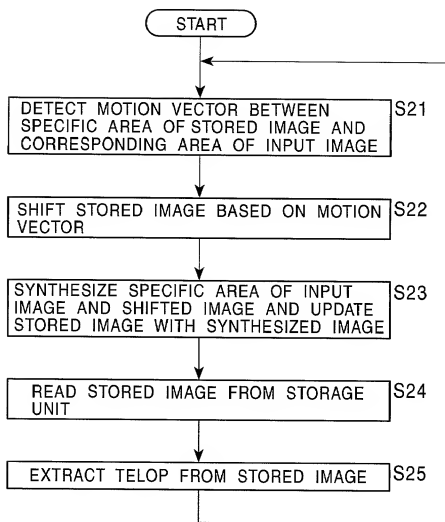 START
DETECT MOTION VECTOR BETWEEN
SPECIFIC AREA OF STORED IMAGE AND
CORRESPONDING AREA OF INPUT IMAGE
S21
SHIFT STORED IMAGE BASED ON MOTION
VECTOR
S22
SYNTHESIZE SPECIFIC AREA OF INPUT
IMAGE AND SHIFTED IMAGE AND UPDATE
STORED IMAGE WITH SYNTHESIZED IMAGE
S23
READ STORED IMAGE FROM STORAGE
UNIT
S24
EXTRACT TELOP FROM STORED IMAGE
S25